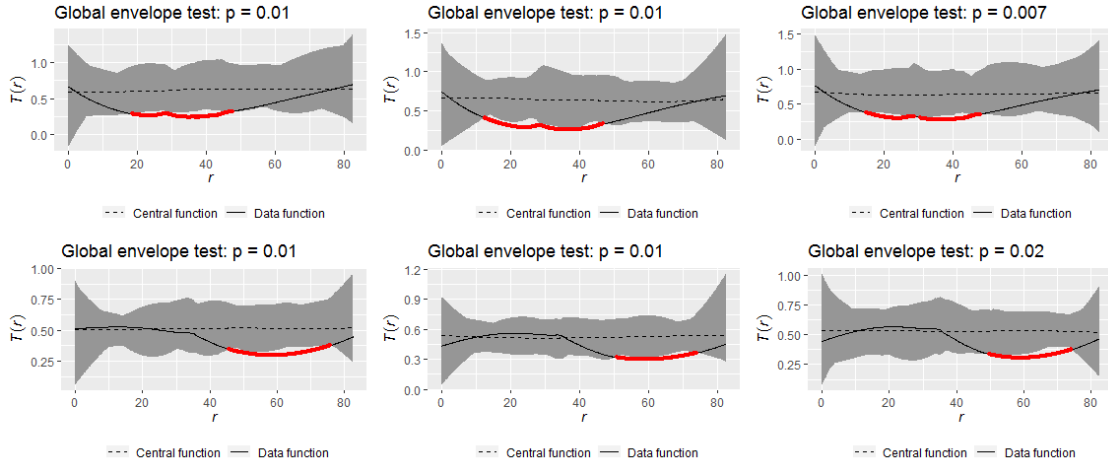 Global envelope test: p = 0.01
Global envelope test: p = 0.01
Global envelope test: p = 0.007
T(r)
1.0
0.5
0.0
0 20 40 60 80
r
Central function Data function
T(r)
1.5
1.0
0.5
0.0
0 20 40 60 80
r
Central function Data function
T(r)
1.5
1.0
0.5
0.0
0 20 40 60 80
r
Central function Data function
Global envelope test: p = 0.01
Global envelope test: p = 0.01
Global envelope test: p = 0.02
T(r)
1.00
0.75
0.50
0.25
0 20 40 60 80
r
Central function Data function
T(r)
1.2
0.9
0.6
0.3
0.0
0 20 40 60 80
r
Central function Data function
T(r)
1.00
0.75
0.50
0.25
0 20 40 60 80
r
Central function Data function